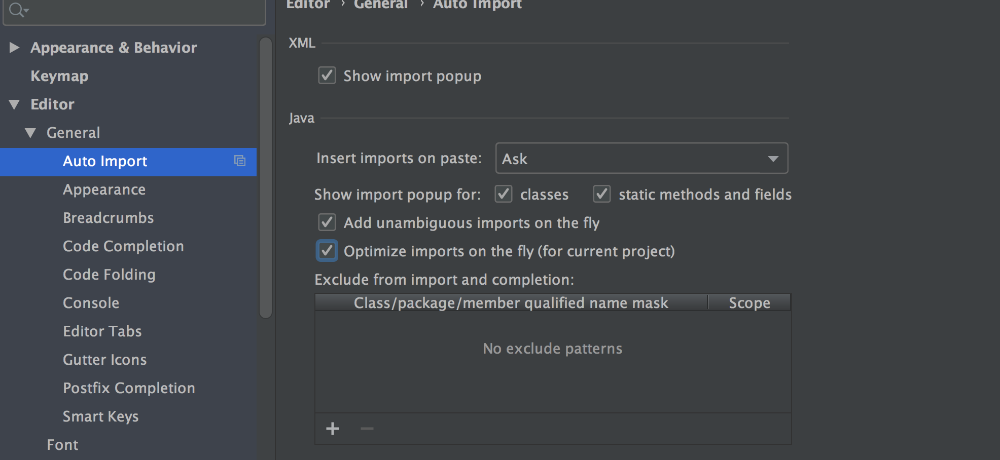 Editor › General › Auto Import
Appearance & Behavior
Keymap
Editor
General
Auto Import
Appearance
Breadcrumbs
Code Completion
Code Folding
Console
Editor Tabs
Gutter Icons
Postfix Completion
Smart Keys
Font
XML
Show import popup
Java
Insert imports on paste: Ask
Show import popup for: classes static methods and fields
Add unambiguous imports on the fly
Optimize imports on the fly (for current project)
Exclude from import and completion:
Class/package/member qualified name mask Scope
No exclude patterns